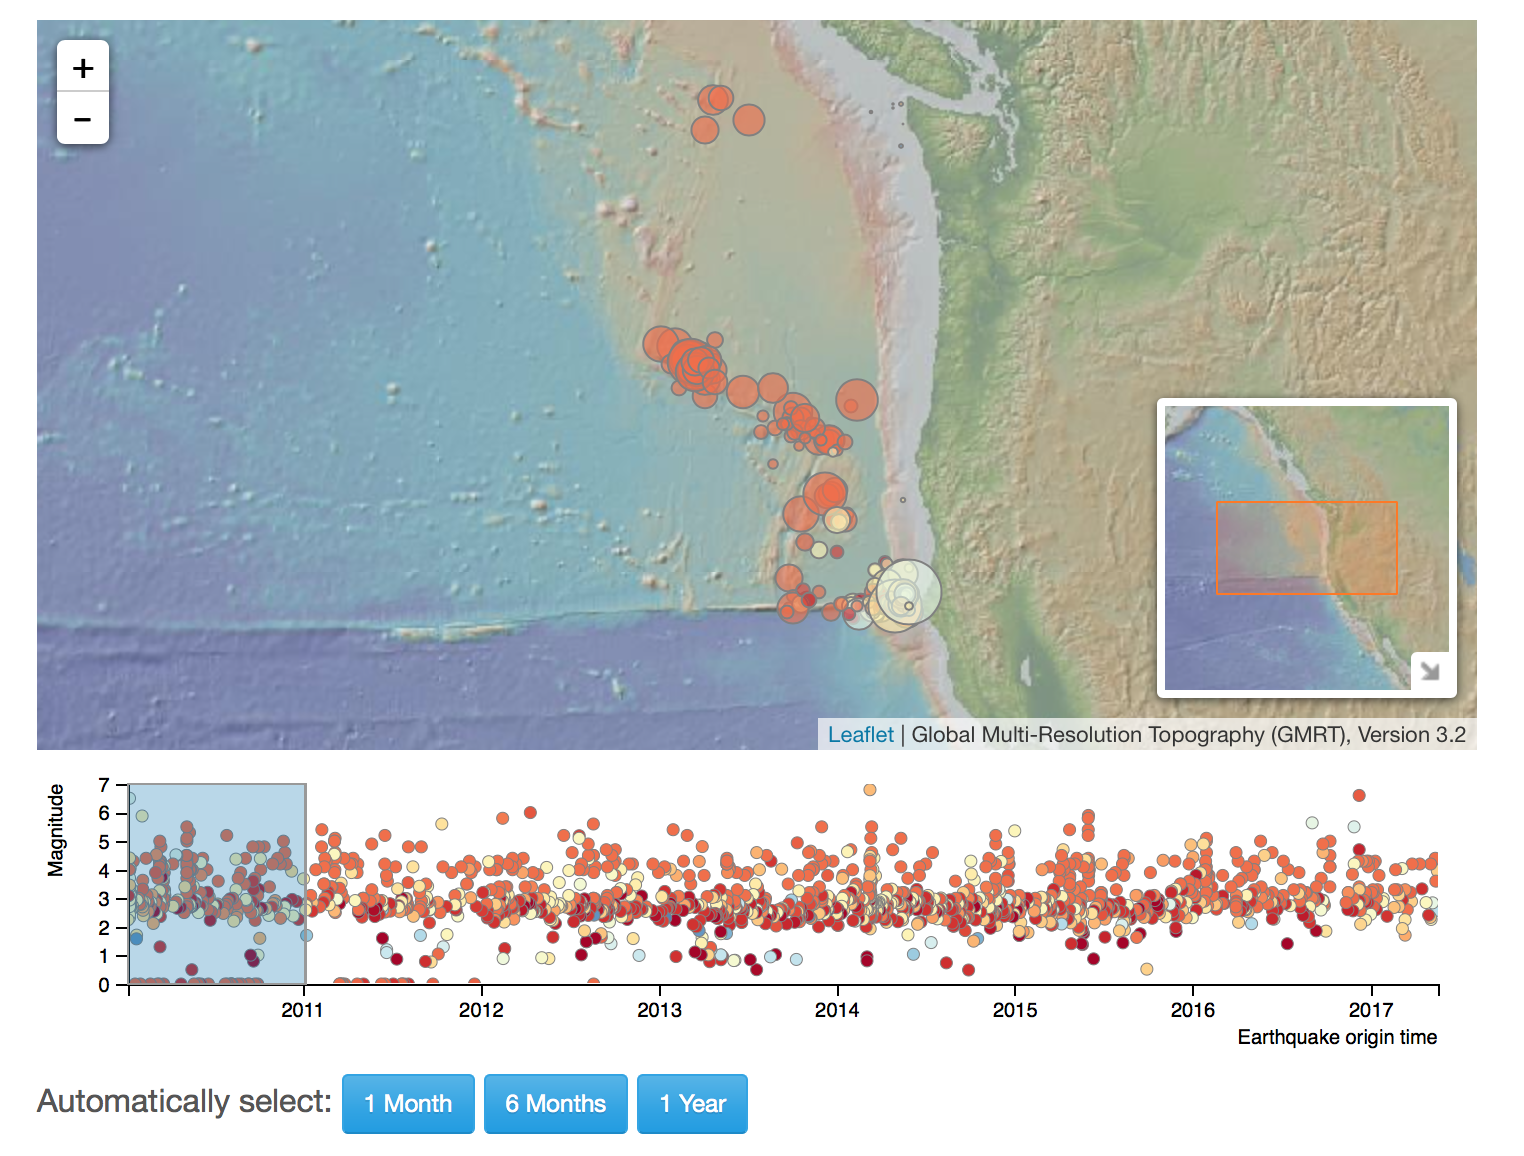 +
−
Leaflet | Global Multi-Resolution Topography (GMRT), Version 3.2
Magnitude
7
6
5
4
3
2
1
0
2011 2012 2013 2014 2015 2016 2017
Earthquake origin time
Automatically select: 1 Month 6 Months 1 Year